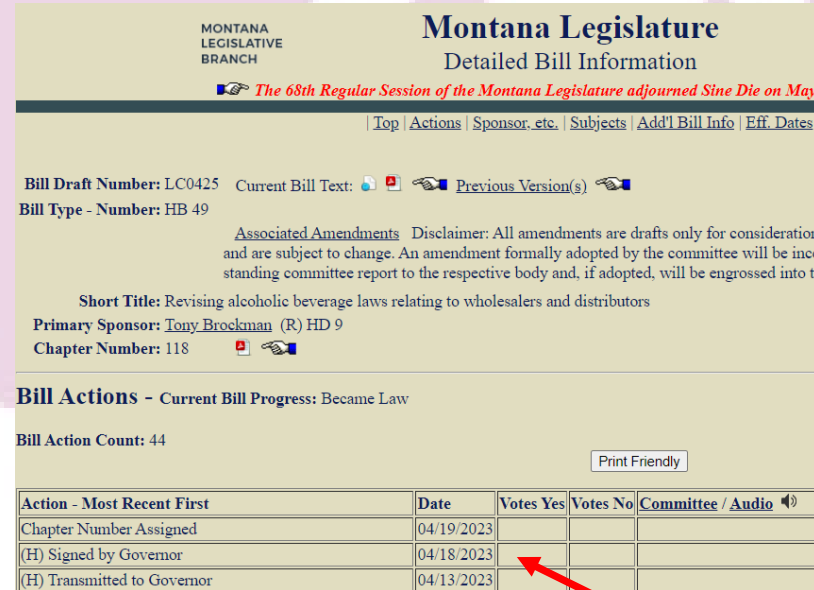 MONTANA
LEGISLATIVE
BRANCH
Montana Legislature
Detailed Bill Information
The 68th Regular Session of the Montana Legislature adjourned Sine Die on May
| Top | Actions | Sponsor, etc. | Subjects | Add'l Bill Info | Eff. Dates
Bill Draft Number: LC0425 Current Bill Text: Previous Version(s)
Bill Type - Number: HB 49
Associated Amendments Disclaimer: All amendments are drafts only for consideration
and are subject to change. An amendment formally adopted by the committee will be inc
standing committee report to the respective body and, if adopted, will be engrossed into t
Short Title: Revising alcoholic beverage laws relating to wholesalers and distributors
Primary Sponsor: Tony Brockman (R) HD 9
Chapter Number: 118
Bill Actions - Current Bill Progress: Became Law
Bill Action Count: 44
Print Friendly
Action - Most Recent First Date Votes Yes Votes No Committee / Audio
Chapter Number Assigned 04/19/2023
(H) Signed by Governor 04/18/2023
(H) Transmitted to Governor 04/13/2023